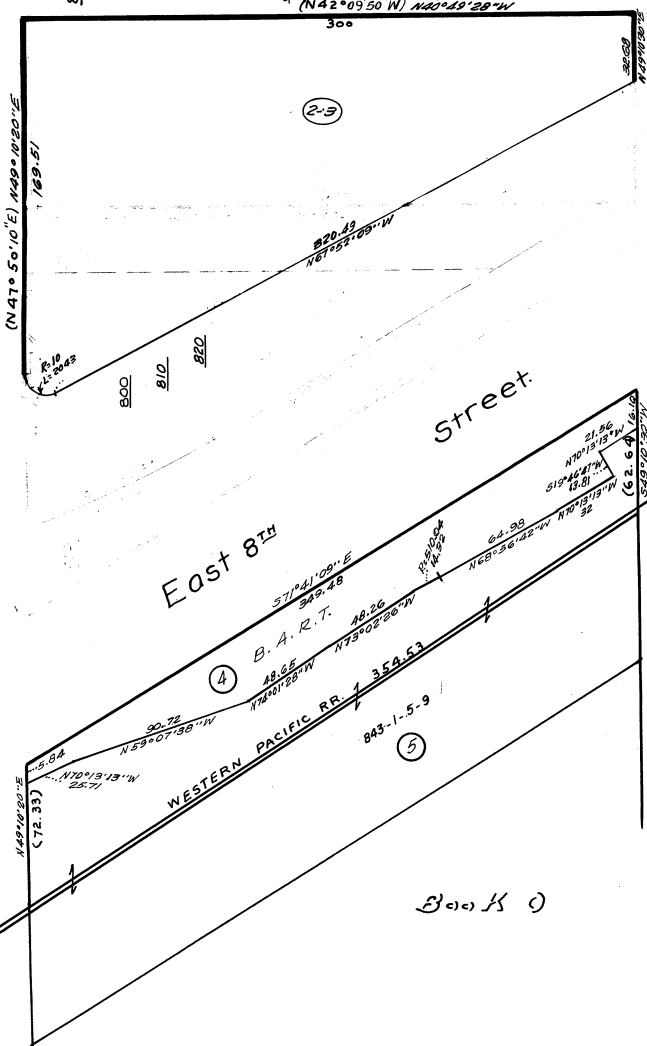 (N42°09'50"W) N40°49'28"W
300
32.68
N49°10'30"E
2-3
(N47°50'10"E) N49°10'20"E
169.51
320.49
N67°52'09"W
R=10
L=20.43
800
810
820
Street.
East 8TH
21.56
N70°13'13"W
16.10
S19°46'47"W
13.81
(62.64)
S49°10'30"W
N70°13'13"W
32
64.98
N68°36'42"W
R=510.04
14.92
S71°41'09"E
349.48
B.A.R.T.
48.26
N73°02'26"W
4
48.65
N74°01'28"W
90.72
N59°07'38"W
5.84
N70°13'13"W
25.71
N49°10'20"E
(72.33)
WESTERN PACIFIC RR. 354.53
843-1-5-9
5